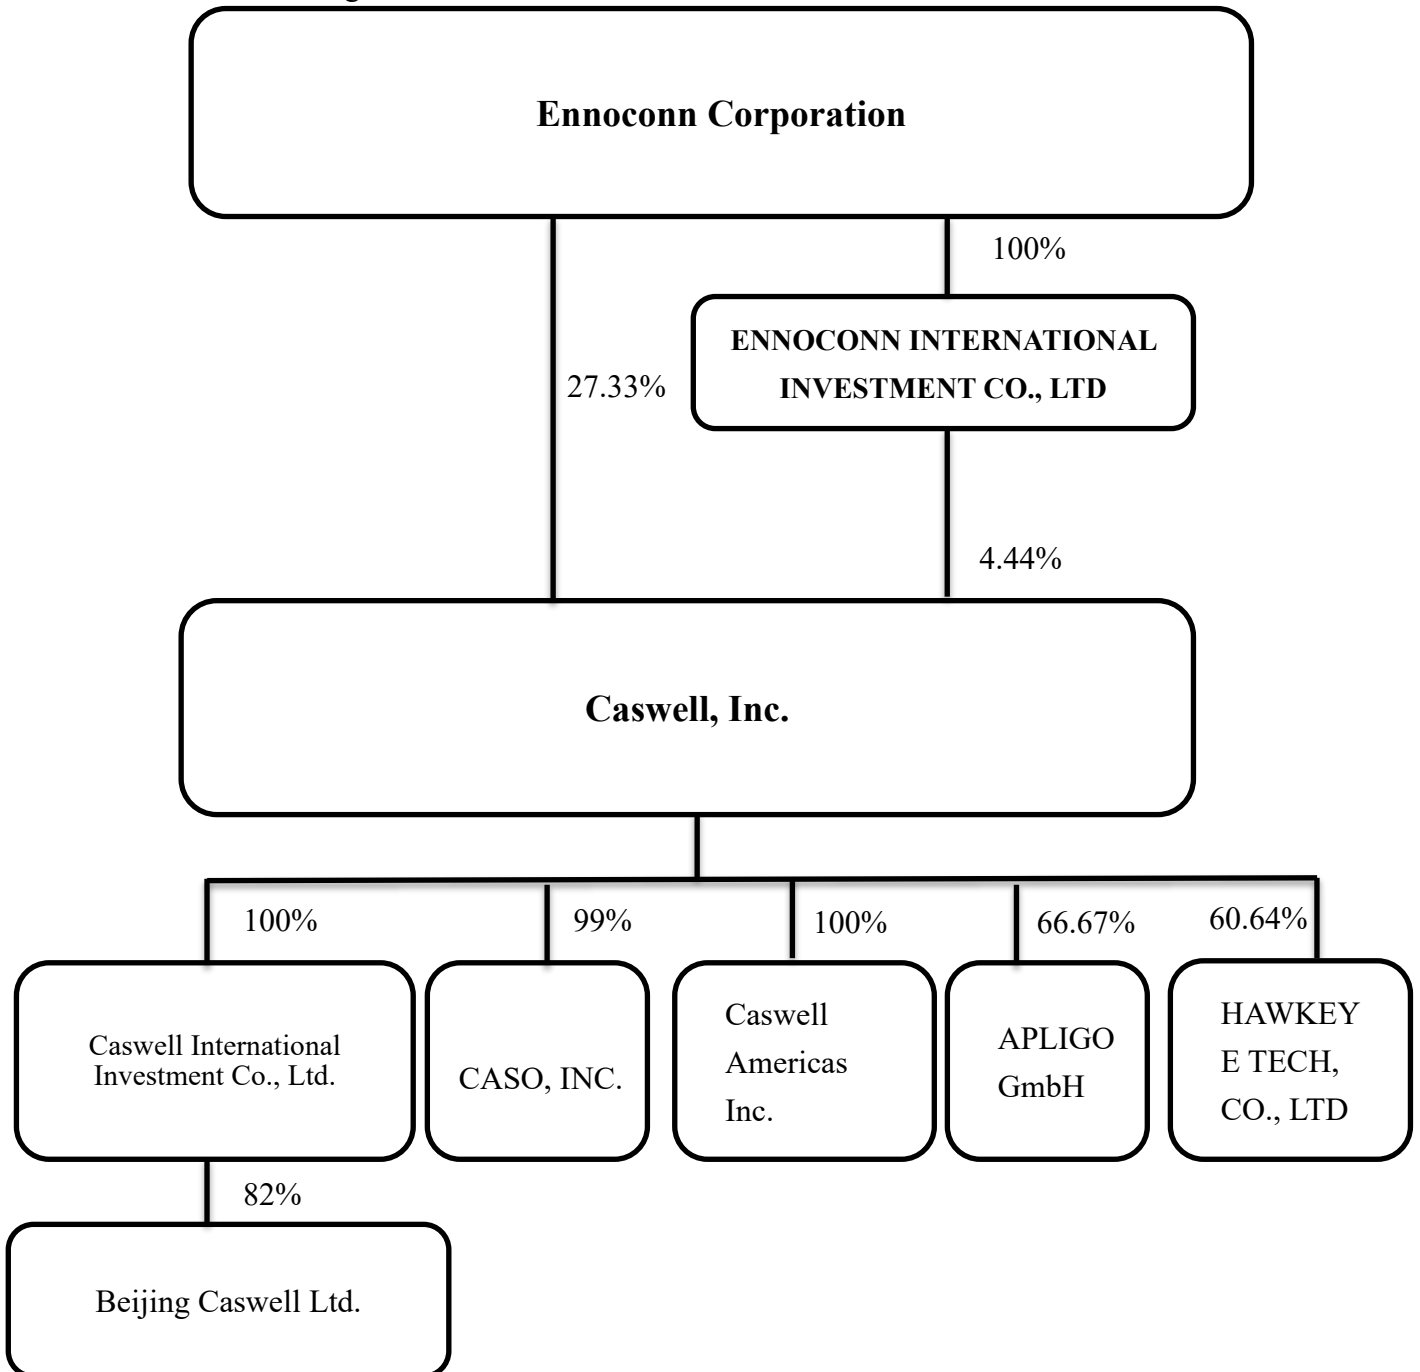 Ennoconn Corporation
100%
ENNOCONN INTERNATIONAL
INVESTMENT CO., LTD
27.33%
4.44%
Caswell, Inc.
100%
99%
100%
66.67%
60.64%
Caswell International
Investment Co., Ltd.
CASO, INC.
Caswell
Americas
Inc.
APLIGO
GmbH
HAWKEY
E TECH,
CO., LTD
82%
Beijing Caswell Ltd.